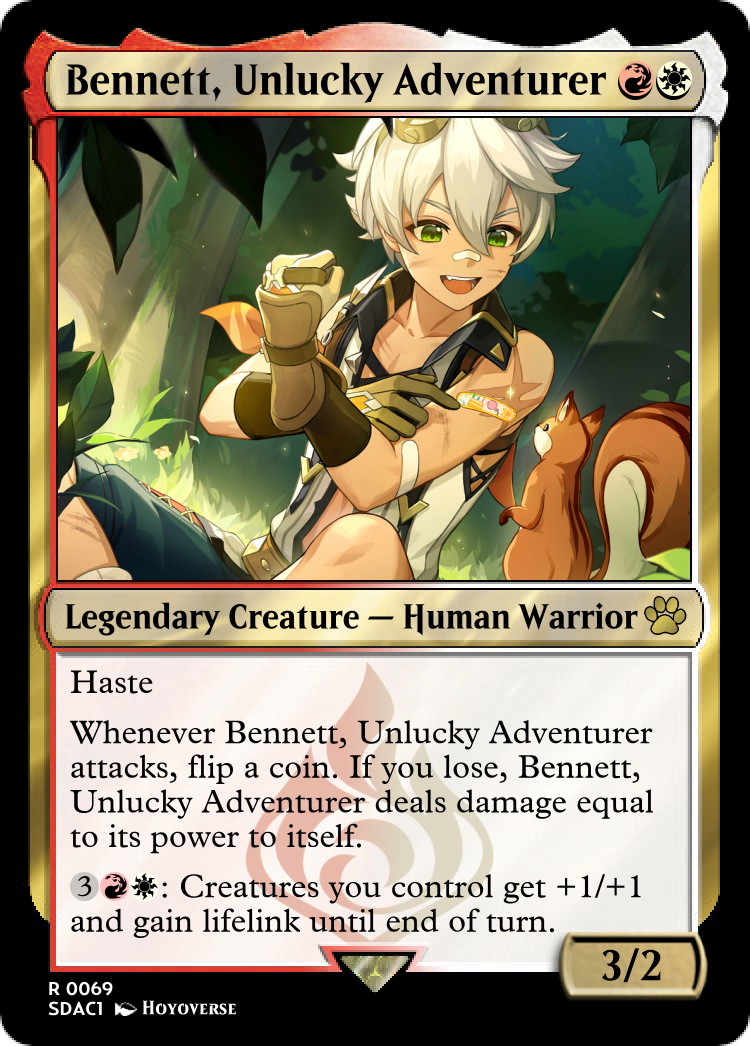 Bennett, Unlucky Adventurer
Legendary Creature — Human Warrior
Haste
Whenever Bennett, Unlucky Adventurer
attacks, flip a coin. If you lose, Bennett,
Unlucky Adventurer deals damage equal
to its power to itself.
3: Creatures you control get +1/+1
and gain lifelink until end of turn.
3/2
R 0069
SDAC1 Hoyoverse